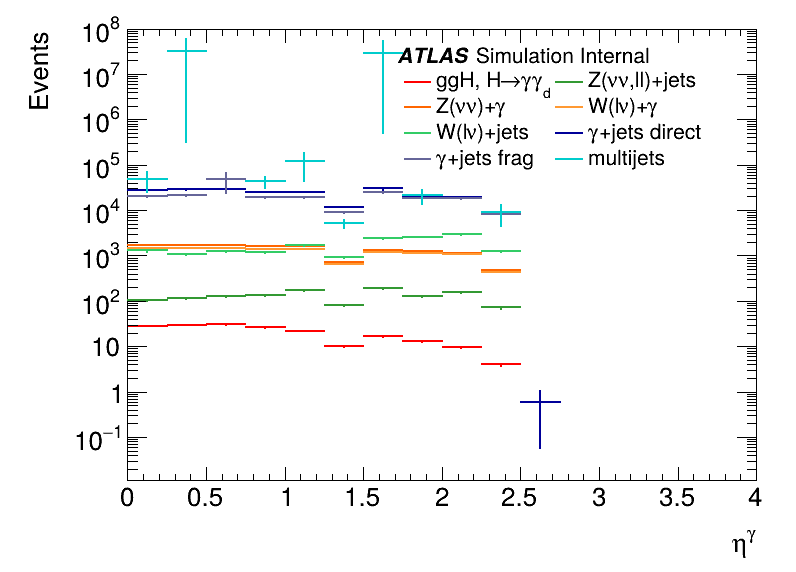 Events
10⁸
10⁷
10⁶
10⁵
10⁴
10³
10²
10
1
10⁻¹
ATLAS Simulation Internal
ggH, H→γγ_d Z(νν,ll)+jets
Z(νν)+γ W(lν)+γ
W(lν)+jets γ+jets direct
γ+jets frag multijets
0 0.5 1 1.5 2 2.5 3 3.5 4
η^γ